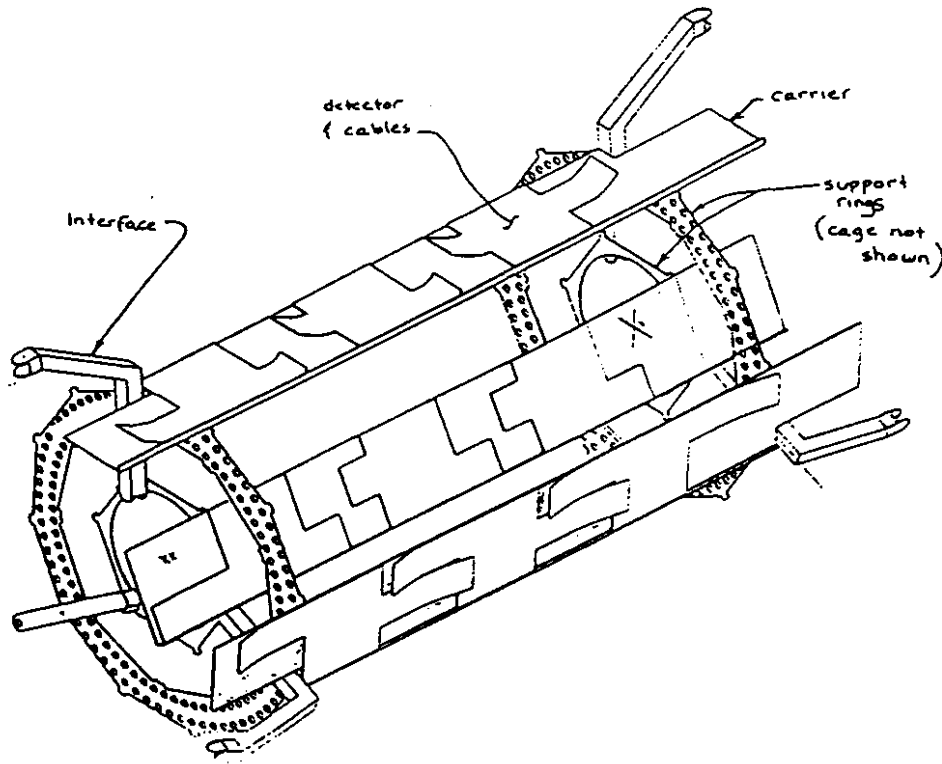 detector
& cables
carrier
support
rings
(cage not
shown)
Interface